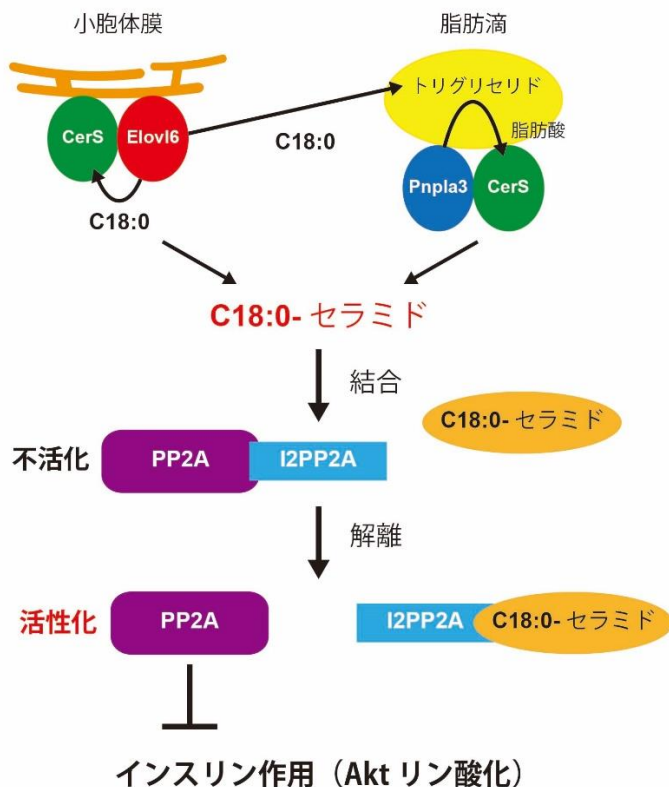 小胞体膜
脂肪滴
トリグリセリド
脂肪酸
CerS
Elovl6
C18:0
Pnpla3
CerS
C18:0
C18:0- セラミド
結合
C18:0- セラミド
不活化
PP2A
I2PP2A
解離
活性化
PP2A
I2PP2A
C18:0- セラミド
インスリン作用（Akt リン酸化）